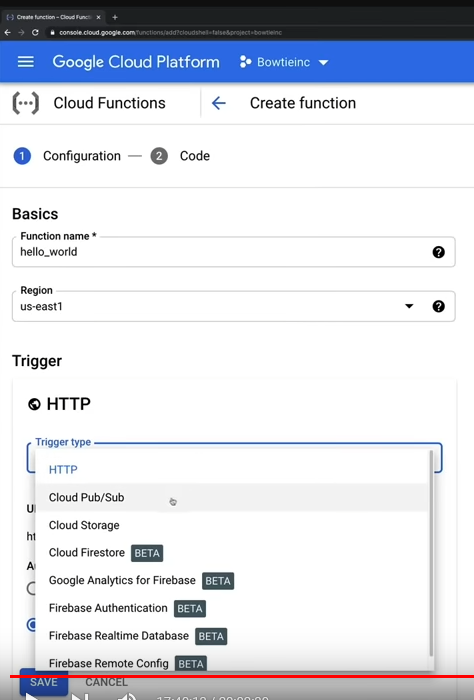 Create function – Cloud Funct
console.cloud.google.com/functions/add?cloudshell=false&project=bowtieinc
Google Cloud Platform Bowtieinc
Cloud Functions Create function
1 Configuration — 2 Code
Basics
Function name *
hello_world
Region
us-east1
Trigger
HTTP
Trigger type
HTTP
Cloud Pub/Sub
Cloud Storage
Cloud Firestore BETA
Google Analytics for Firebase BETA
Firebase Authentication BETA
Firebase Realtime Database BETA
Firebase Remote Config BETA
SAVE CANCEL